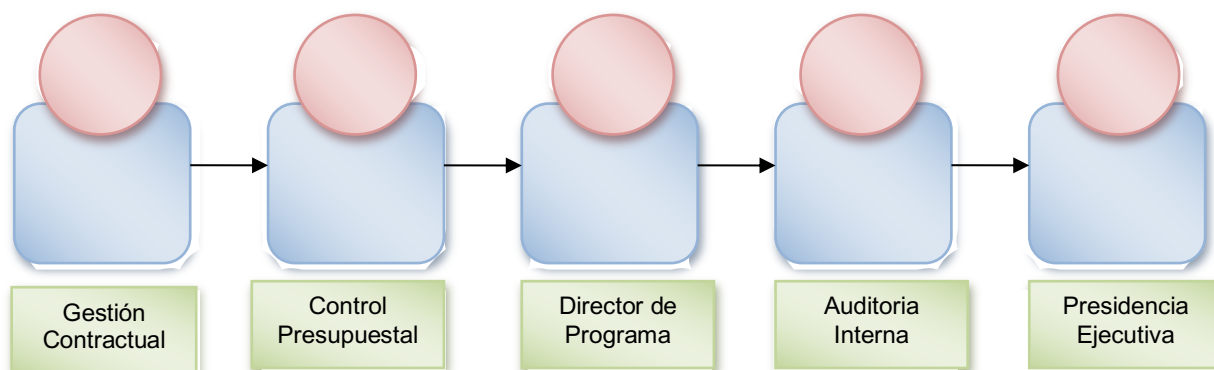 Gestión
Contractual
Control
Presupuestal
Director de
Programa
Auditoria
Interna
Presidencia
Ejecutiva